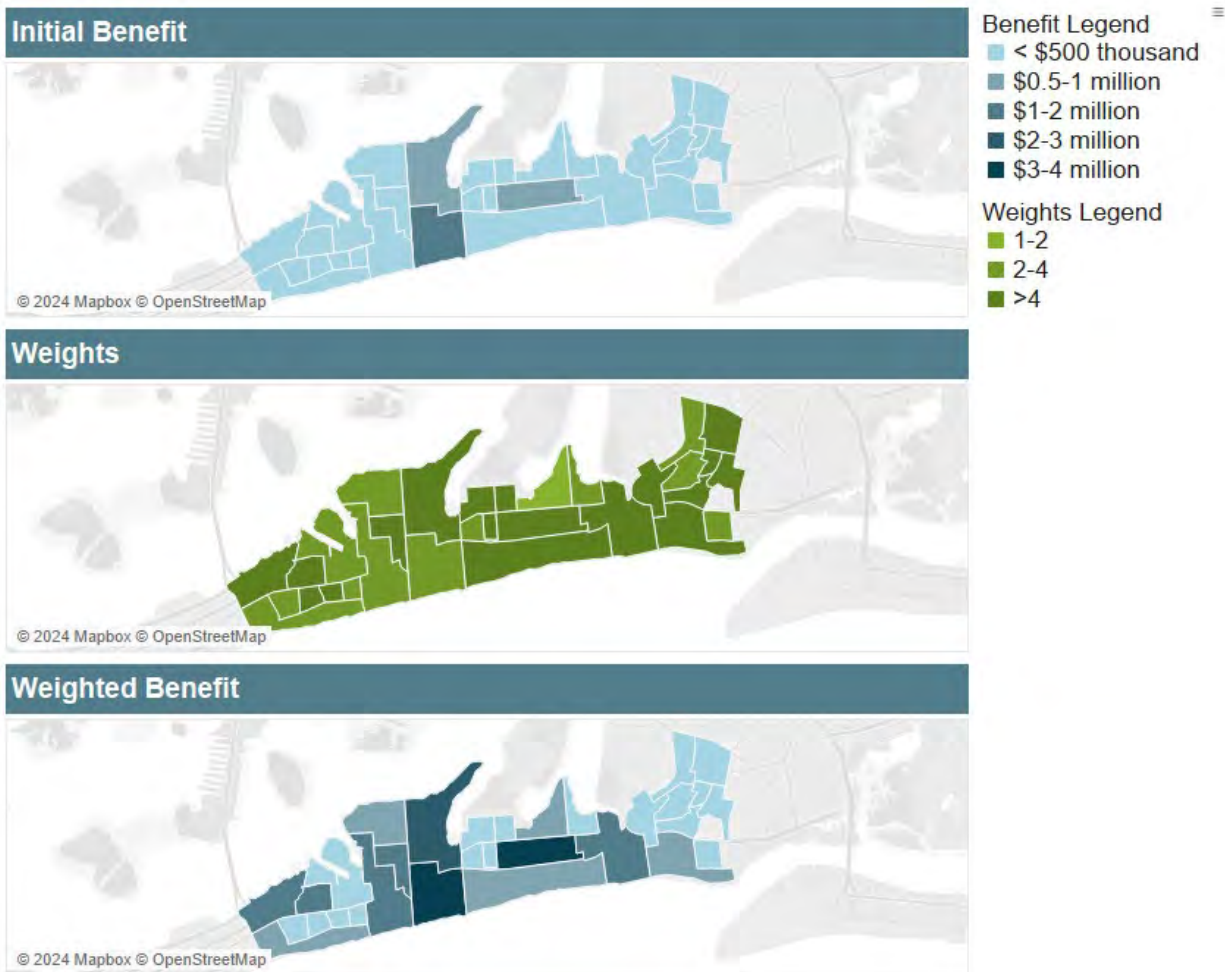 Initial Benefit
© 2024 Mapbox © OpenStreetMap
Weights
© 2024 Mapbox © OpenStreetMap
Weighted Benefit
© 2024 Mapbox © OpenStreetMap
Benefit Legend
< $500 thousand
$0.5-1 million
$1-2 million
$2-3 million
$3-4 million
Weights Legend
1-2
2-4
>4